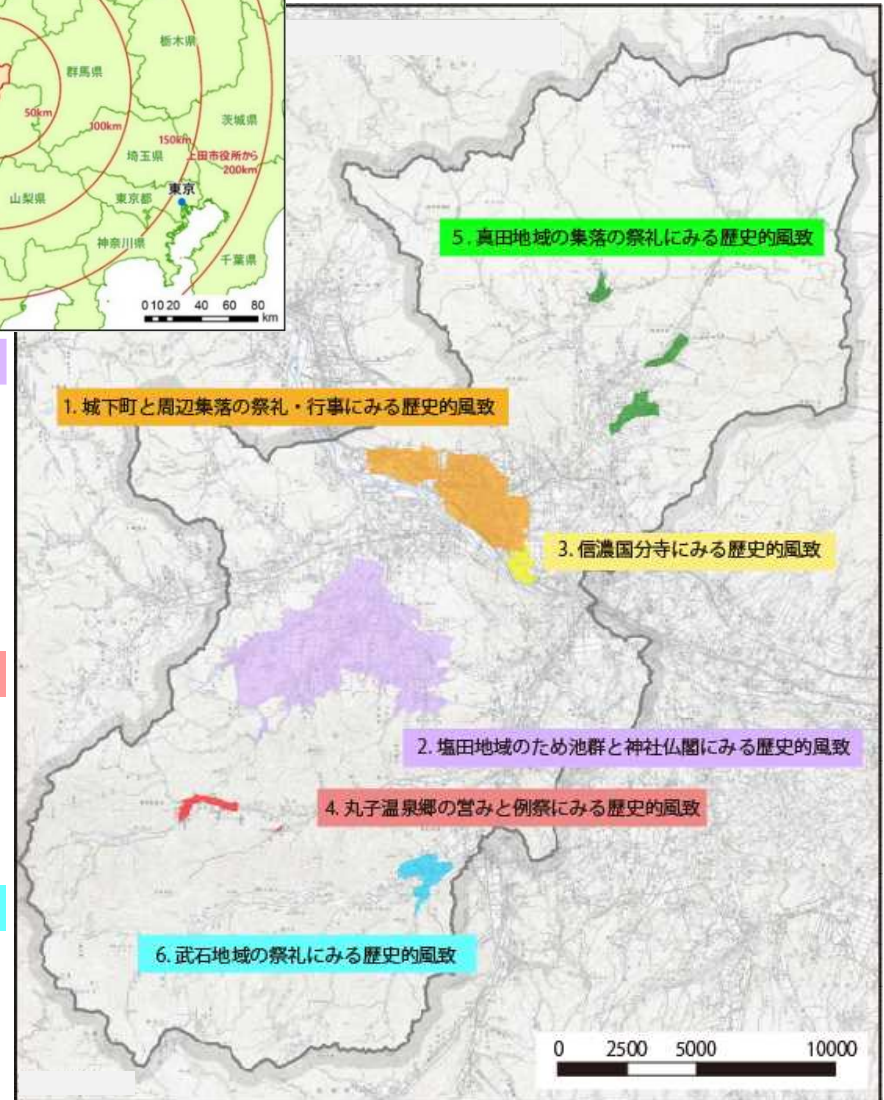 栃木県
群馬県
50km
100km
茨城県
150km
埼玉県
上田市役所から
200km
東京
山梨県
東京都
神奈川県
千葉県
0 10 20 40 60 80
km
5. 真田地域の集落の祭礼にみる歴史的風致
1. 城下町と周辺集落の祭礼・行事にみる歴史的風致
3. 信濃国分寺にみる歴史的風致
2. 塩田地域のため池群と神社仏閣にみる歴史的風致
4. 丸子温泉郷の営みと例祭にみる歴史的風致
6. 武石地域の祭礼にみる歴史的風致
0 2500 5000 10000